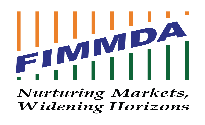 FIMMDA
Nurturing Markets,
Widening Horizons